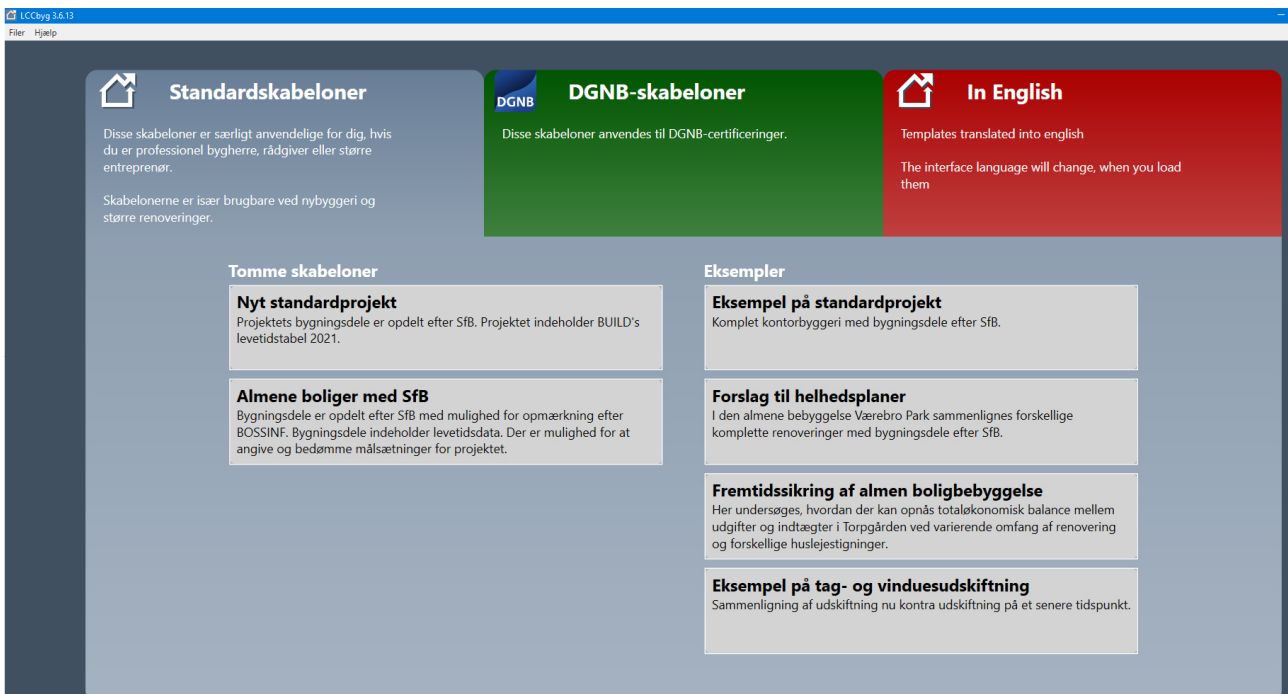 LCCbyg 3.6.13
Filer Hjælp
Standardskabeloner
Disse skabeloner er særligt anvendelige for dig, hvis
du er professionel bygherre, rådgiver eller større
entreprenør.
Skabelonerne er især brugbare ved nybyggeri og
større renoveringer.
DGNB
DGNB-skabeloner
Disse skabeloner anvendes til DGNB-certificeringer.
In English
Templates translated into english
The interface language will change, when you load
them
Tomme skabeloner
Nyt standardprojekt
Projektets bygningsdele er opdelt efter SfB. Projektet indeholder BUILD's
levetidstabel 2021.
Almene boliger med SfB
Bygningsdele er opdelt efter SfB med mulighed for opmærkning efter
BOSSINF. Bygningsdele indeholder levetidsdata. Der er mulighed for at
angive og bedømme målsætninger for projektet.
Eksempler
Eksempel på standardprojekt
Komplet kontorbyggeri med bygningsdele efter SfB.
Forslag til helhedsplaner
I den almene bebyggelse Værebro Park sammenlignes forskellige
komplette renoveringer med bygningsdele efter SfB.
Fremtidssikring af almen boligbebyggelse
Her undersøges, hvordan der kan opnås totaløkonomisk balance mellem
udgifter og indtægter i Torpgården ved varierende omfang af renovering
og forskellige huslejestigninger.
Eksempel på tag- og vinduesudskiftning
Sammenligning af udskiftning nu kontra udskiftning på et senere tidspunkt.